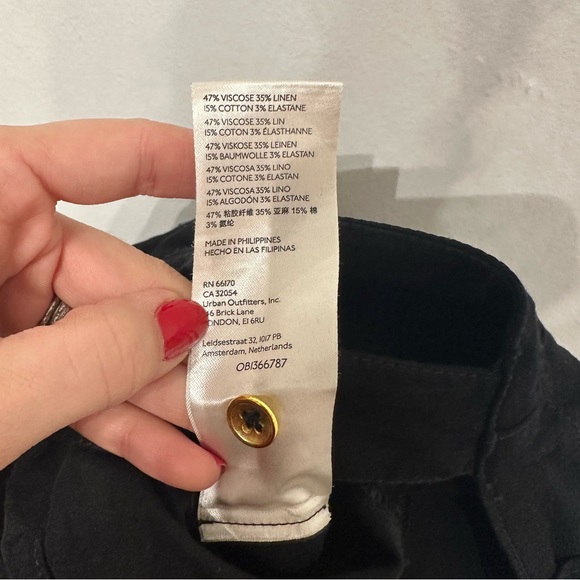 47% VISCOSE 35% LINEN
15% COTTON 3% ELASTANE
47% VISCOSE 35% LIN
15% COTON 3% ÉLASTHANNE
47% VISKOSE 35% LEINEN
15% BAUMWOLLE 3% ELASTAN
47% VISCOSA 35% LINO
15% COTONE 3% ELASTAN
47% VISCOSA 35% LINO
15% ALGODÓN 3% ELASTANO
47% 粘胶纤维 35% 亚麻 15% 棉
3% 氨纶
MADE IN PHILIPPINES
HECHO EN LAS FILIPINAS
RN 66170
CA 32054
Urban Outfitters, Inc.
46 Brick Lane
LONDON, E1 6RU
Leidsestraat 32, 1017 PB
Amsterdam, Netherlands
OB1366787